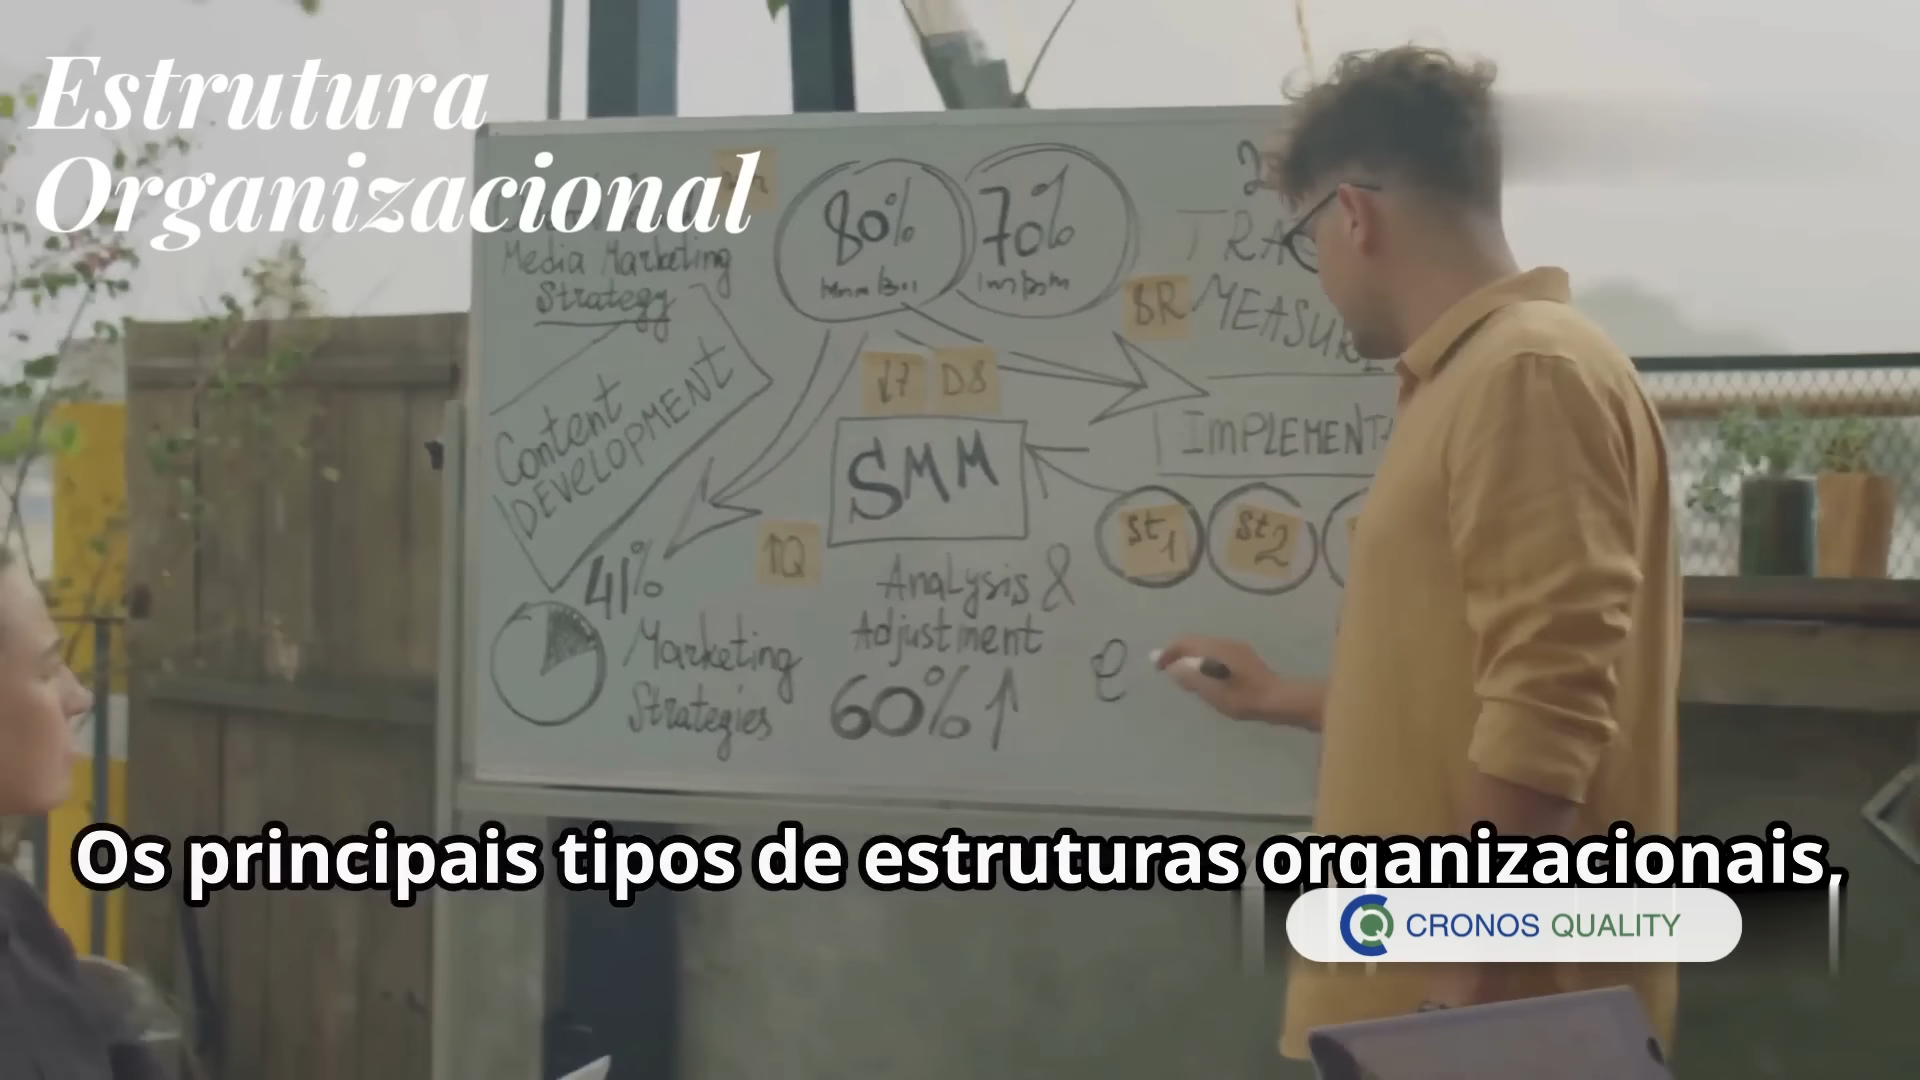 Estrutura
Organizacional
Media Marketing
Strategy
80%
70%
BR
MEASURE
Content
DEVELOPMENT
D8
IMPLEMENT
SMM
St1
St2
1Q
41%
Analysis &
Adjustment
Marketing
Strategies
60%↑
e
Os principais tipos de estruturas organizacionais,
CRONOS QUALITY